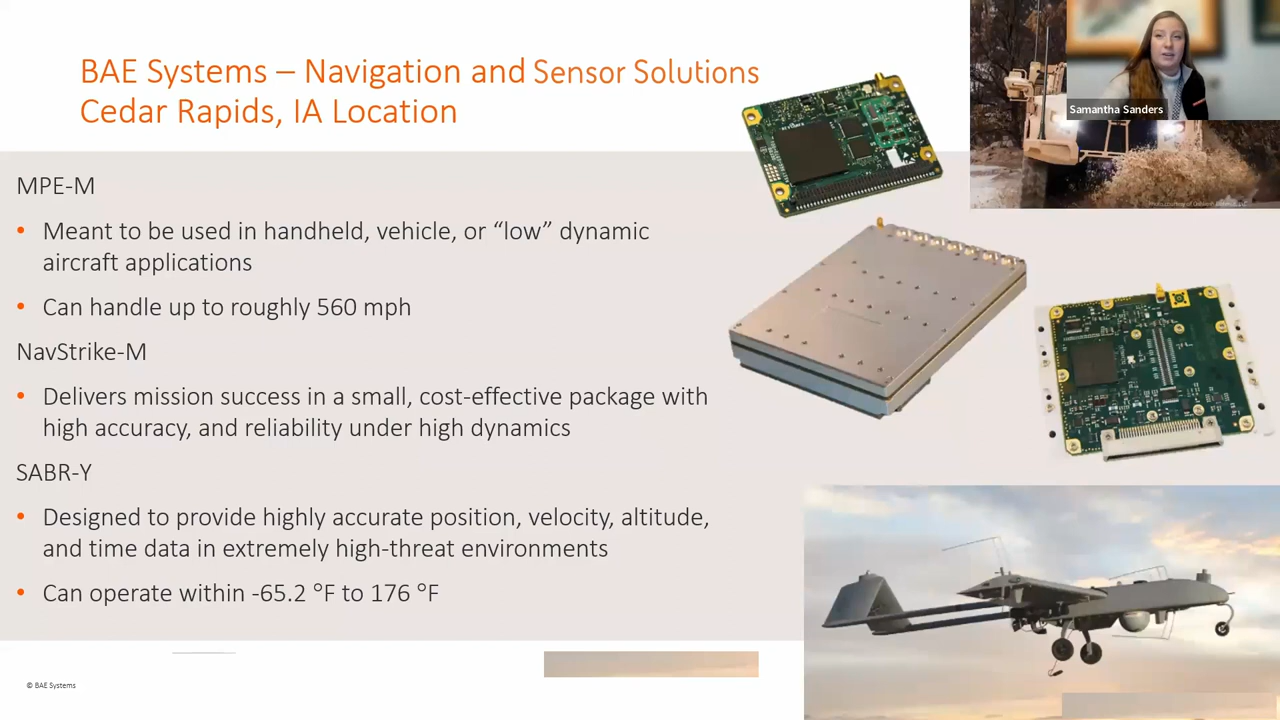 BAE Systems – Navigation and Sensor Solutions
Cedar Rapids, IA Location
Samantha Sanders
MPE-M
• Meant to be used in handheld, vehicle, or “low” dynamic
aircraft applications
• Can handle up to roughly 560 mph
NavStrike-M
• Delivers mission success in a small, cost-effective package with
high accuracy, and reliability under high dynamics
SABR-Y
• Designed to provide highly accurate position, velocity, altitude,
and time data in extremely high-threat environments
• Can operate within -65.2 °F to 176 °F
© BAE Systems